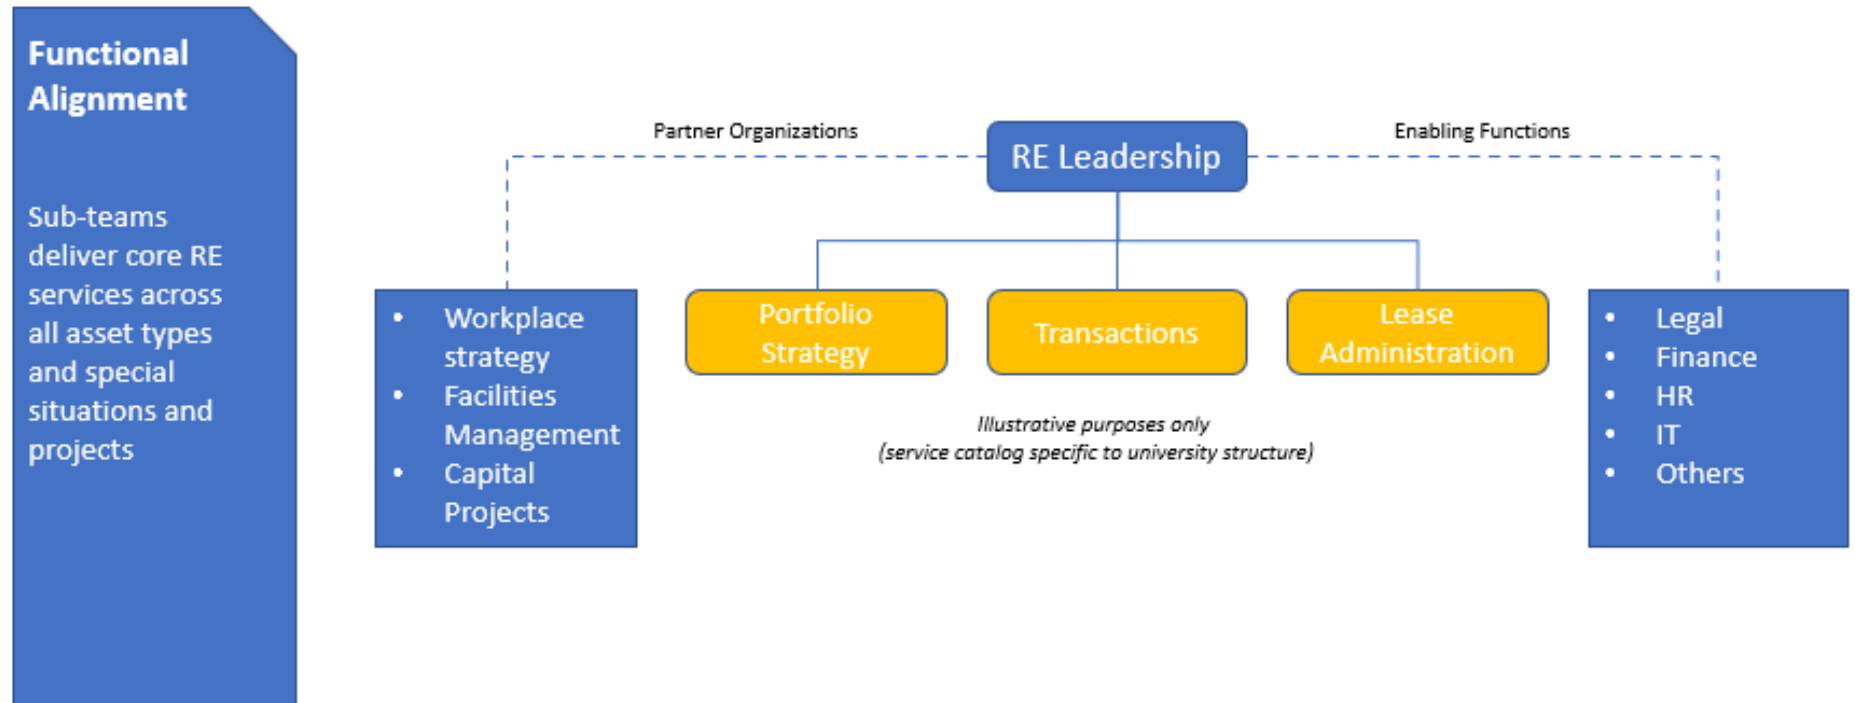 Functional
Alignment
Sub-teams
deliver core RE
services across
all asset types
and special
situations and
projects
Partner Organizations
RE Leadership
Enabling Functions
• Workplace
strategy
• Facilities
Management
• Capital
Projects
Portfolio
Strategy
Transactions
Lease
Administration
Illustrative purposes only
(service catalog specific to university structure)
• Legal
• Finance
• HR
• IT
• Others